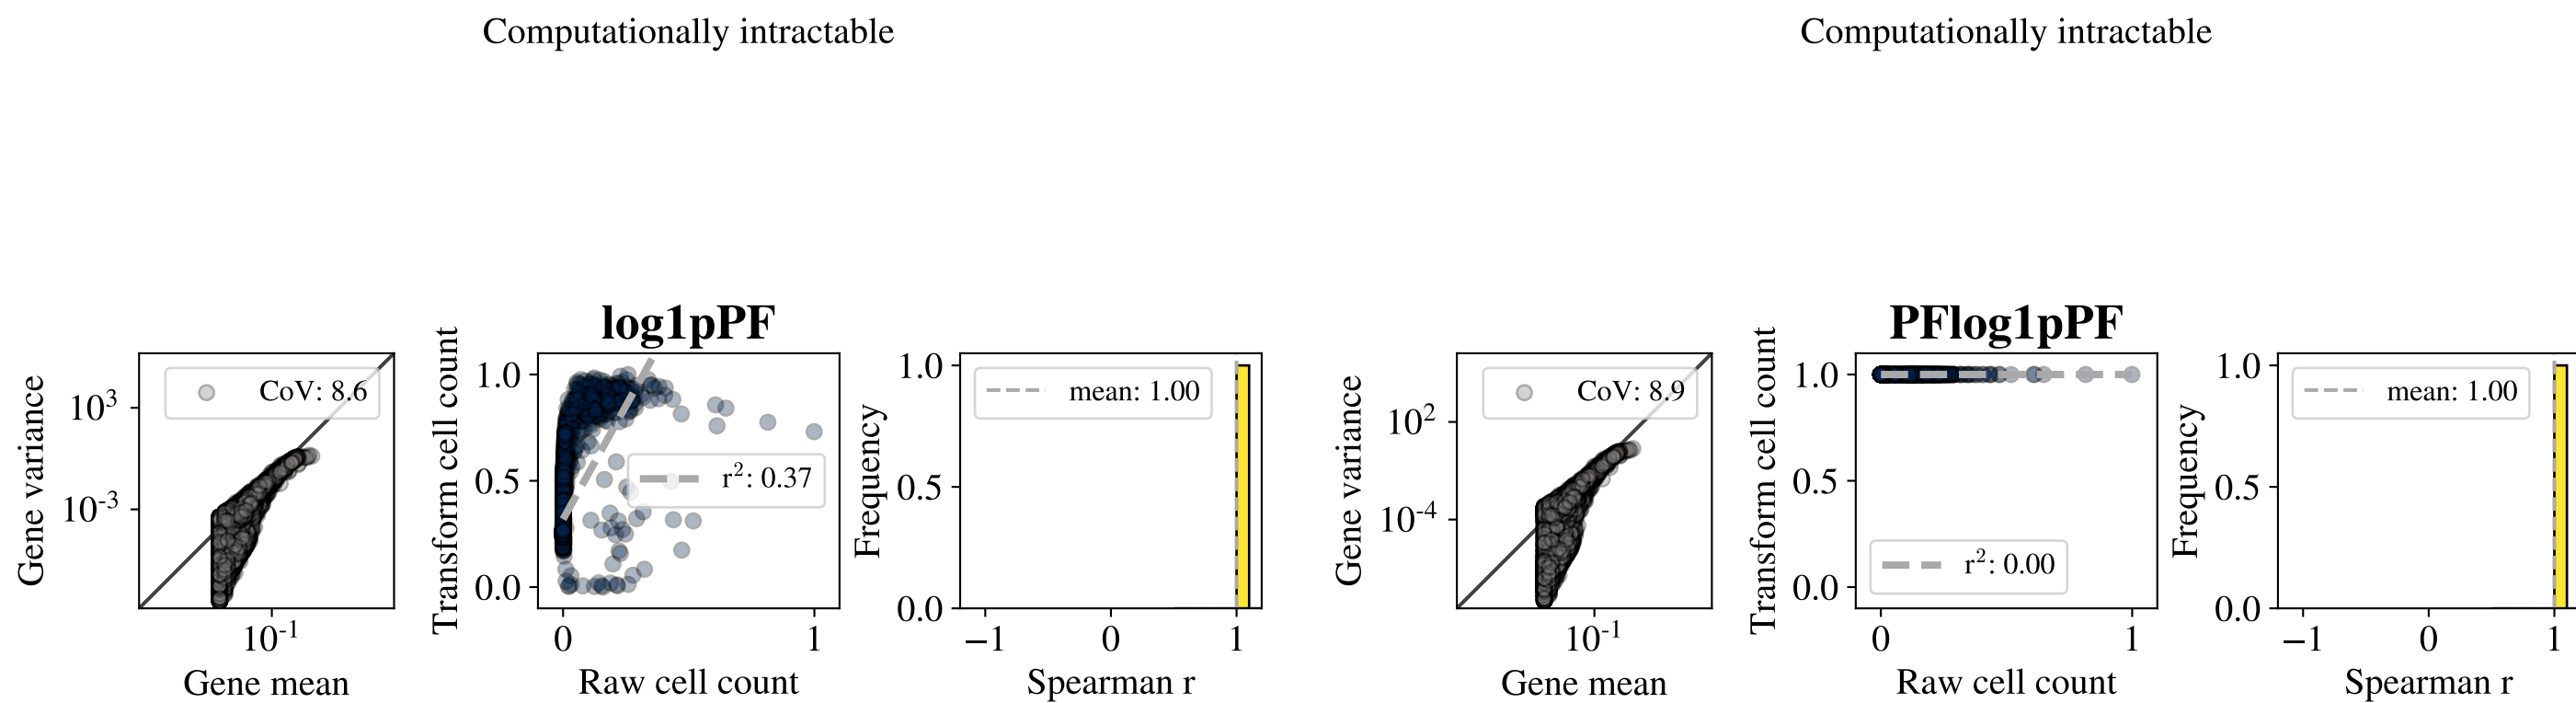 Computationally intractable
Computationally intractable
log1pPF
Gene variance
10³
10⁻³
CoV: 8.6
10⁻¹
Gene mean
Transform cell count
1.0
0.5
0.0
r²: 0.37
0
1
Raw cell count
Frequency
1.0
0.5
0.0
mean: 1.00
−1
0
1
Spearman r
PFlog1pPF
Gene variance
10²
10⁻⁴
CoV: 8.9
10⁻¹
Gene mean
Transform cell count
1.0
0.5
0.0
r²: 0.00
0
1
Raw cell count
Frequency
1.0
0.5
0.0
mean: 1.00
−1
0
1
Spearman r